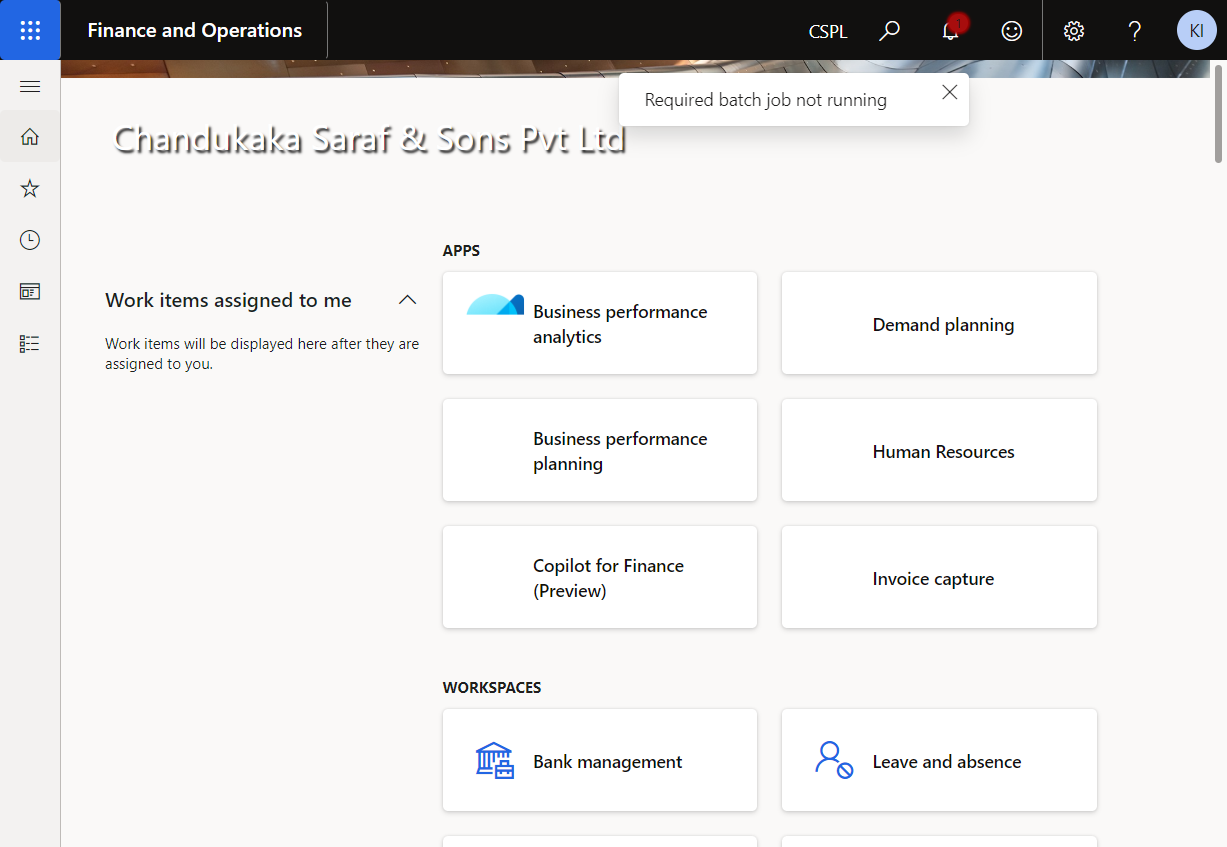 Finance and Operations
CSPL
1
KI
Required batch job not running
Chandukaka Saraf & Sons Pvt Ltd
Work items assigned to me
Work items will be displayed here after they are
assigned to you.
APPS
Business performance
analytics
Demand planning
Business performance
planning
Human Resources
Copilot for Finance
(Preview)
Invoice capture
WORKSPACES
Bank management
Leave and absence